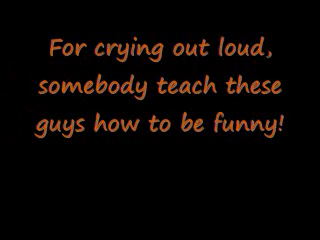 For crying out loud,
somebody teach these
guys how to be funny!